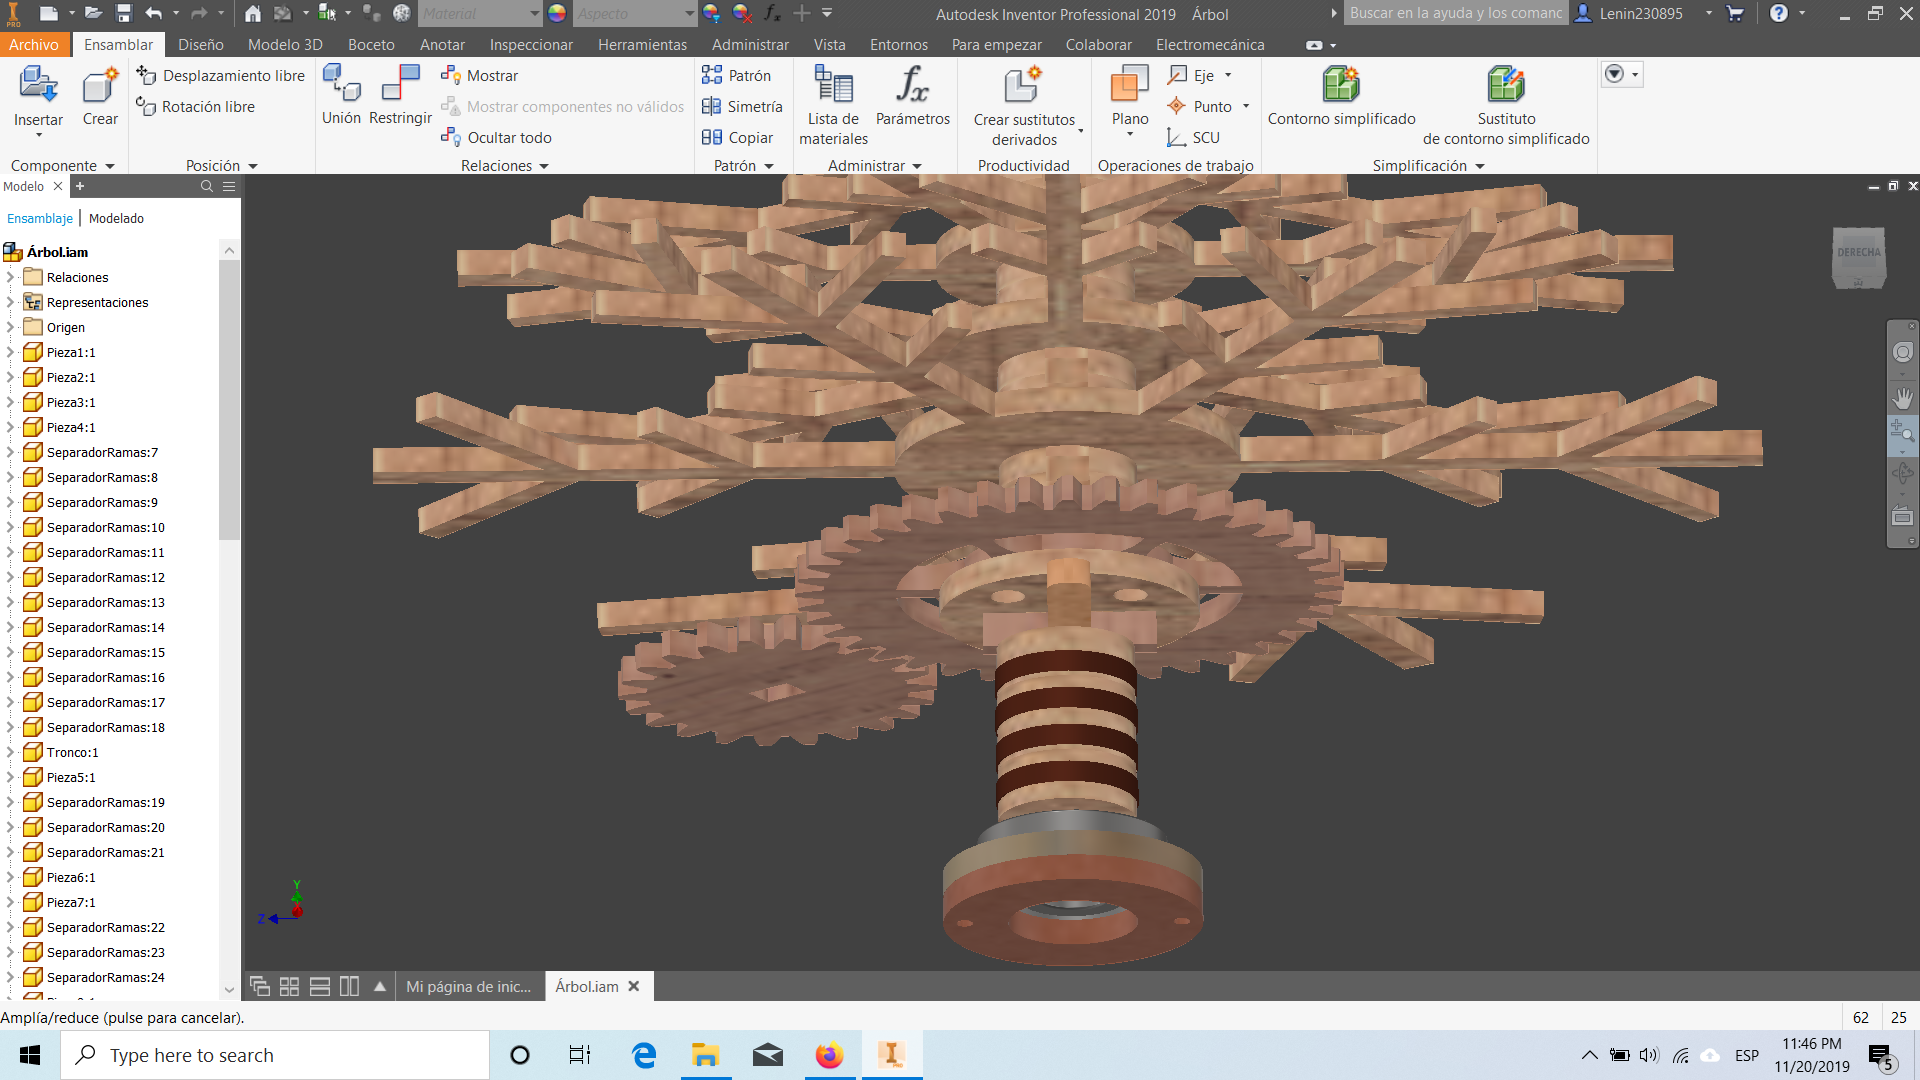 PRO
Material
Aspecto
Autodesk Inventor Professional 2019 Árbol
Buscar en la ayuda y los comanc
Lenin230895
Archivo Ensamblar Diseño Modelo 3D Boceto Anotar Inspeccionar Herramientas Administrar Vista Entornos Para empezar Colaborar Electromecánica
Insertar
Crear
Desplazamiento libre
Rotación libre
Unión
Restringir
Mostrar
Mostrar componentes no válidos
Ocultar todo
Patrón
Simetría
Copiar
Lista de
materiales
Parámetros
Crear sustitutos
derivados
Plano
Eje
Punto
SCU
Contorno simplificado
Sustituto
de contorno simplificado
Componente Posición Relaciones Patrón Administrar Productividad Operaciones de trabajo Simplificación
Modelo
Ensamblaje | Modelado
Árbol.iam
Relaciones
Representaciones
Origen
Pieza1:1
Pieza2:1
Pieza3:1
Pieza4:1
SeparadorRamas:7
SeparadorRamas:8
SeparadorRamas:9
SeparadorRamas:10
SeparadorRamas:11
SeparadorRamas:12
SeparadorRamas:13
SeparadorRamas:14
SeparadorRamas:15
SeparadorRamas:16
SeparadorRamas:17
SeparadorRamas:18
Tronco:1
Pieza5:1
SeparadorRamas:19
SeparadorRamas:20
SeparadorRamas:21
Pieza6:1
Pieza7:1
SeparadorRamas:22
SeparadorRamas:23
SeparadorRamas:24
DERECHA
Y
Z
Mi página de inic...
Árbol.iam
Amplía/reduce (pulse para cancelar).
62 25
Type here to search
ESP
11:46 PM
11/20/2019
5